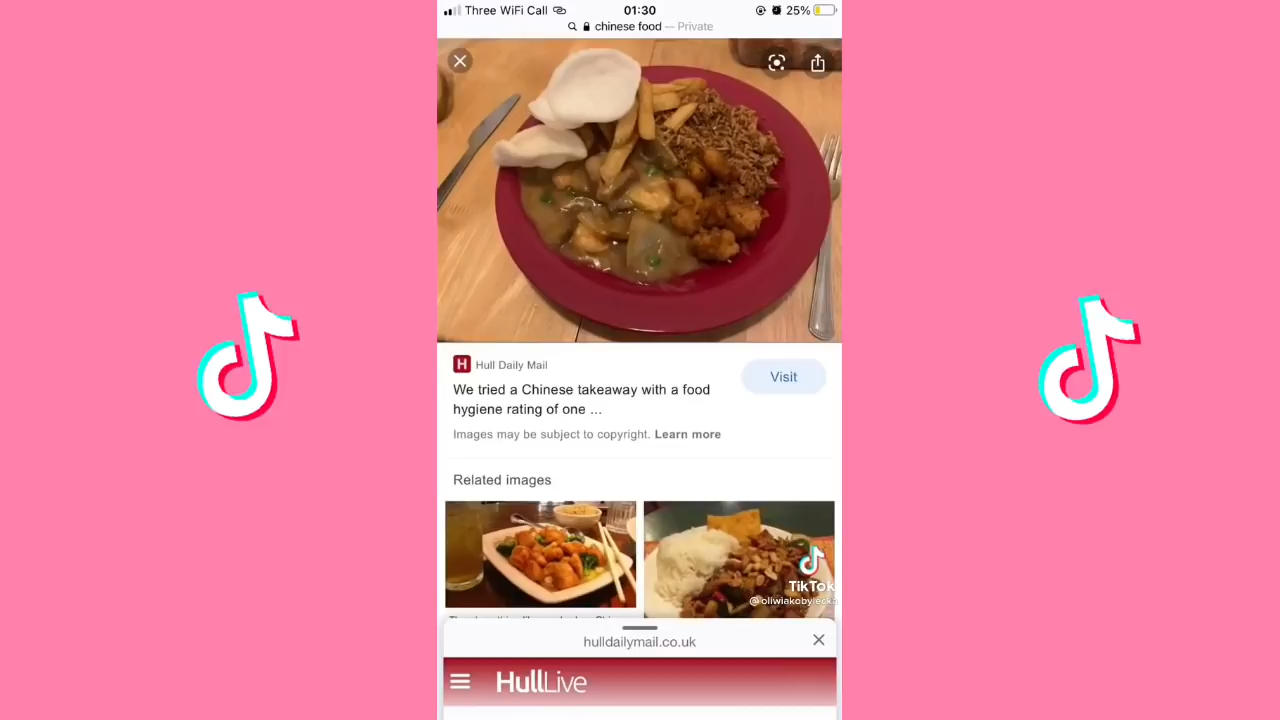 Three WiFi Call
01:30
25%
chinese food — Private
H Hull Daily Mail
We tried a Chinese takeaway with a food
hygiene rating of one ...
Visit
Images may be subject to copyright. Learn more
Related images
TikTok
hulldailymail.co.uk
HullLive